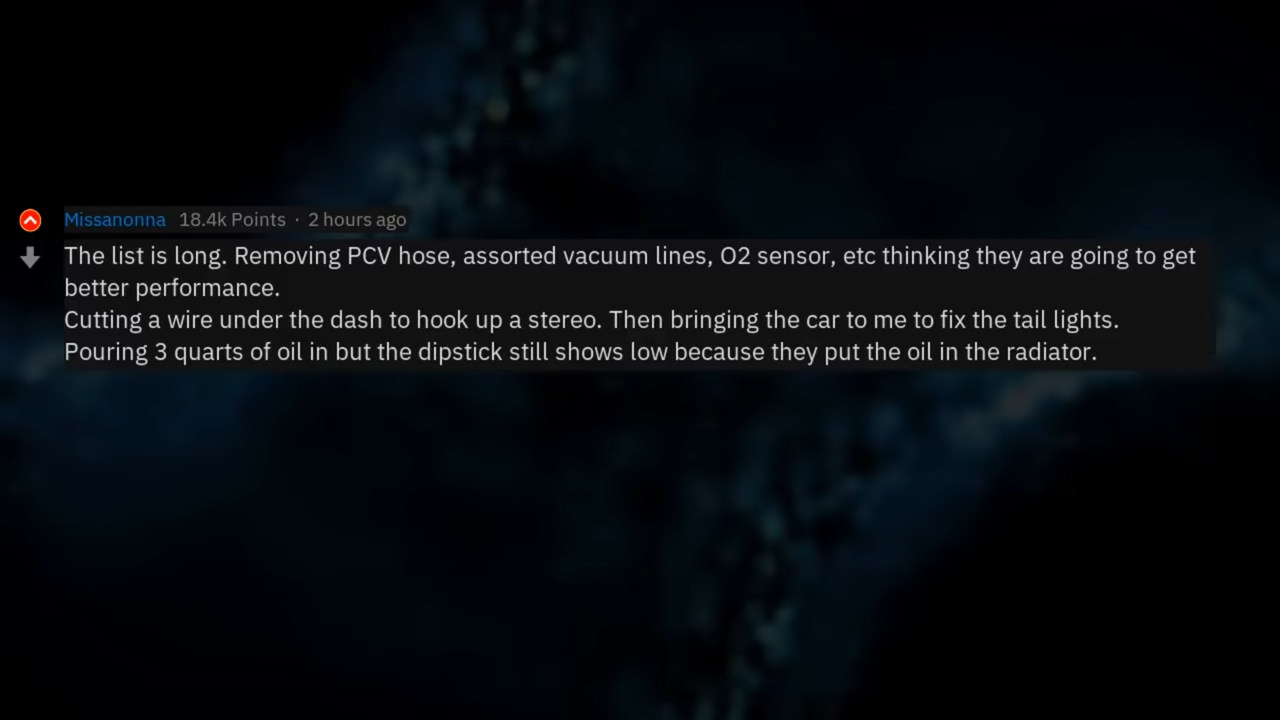 Missanonna 18.4k Points · 2 hours ago
The list is long. Removing PCV hose, assorted vacuum lines, O2 sensor, etc thinking they are going to get
better performance.
Cutting a wire under the dash to hook up a stereo. Then bringing the car to me to fix the tail lights.
Pouring 3 quarts of oil in but the dipstick still shows low because they put the oil in the radiator.